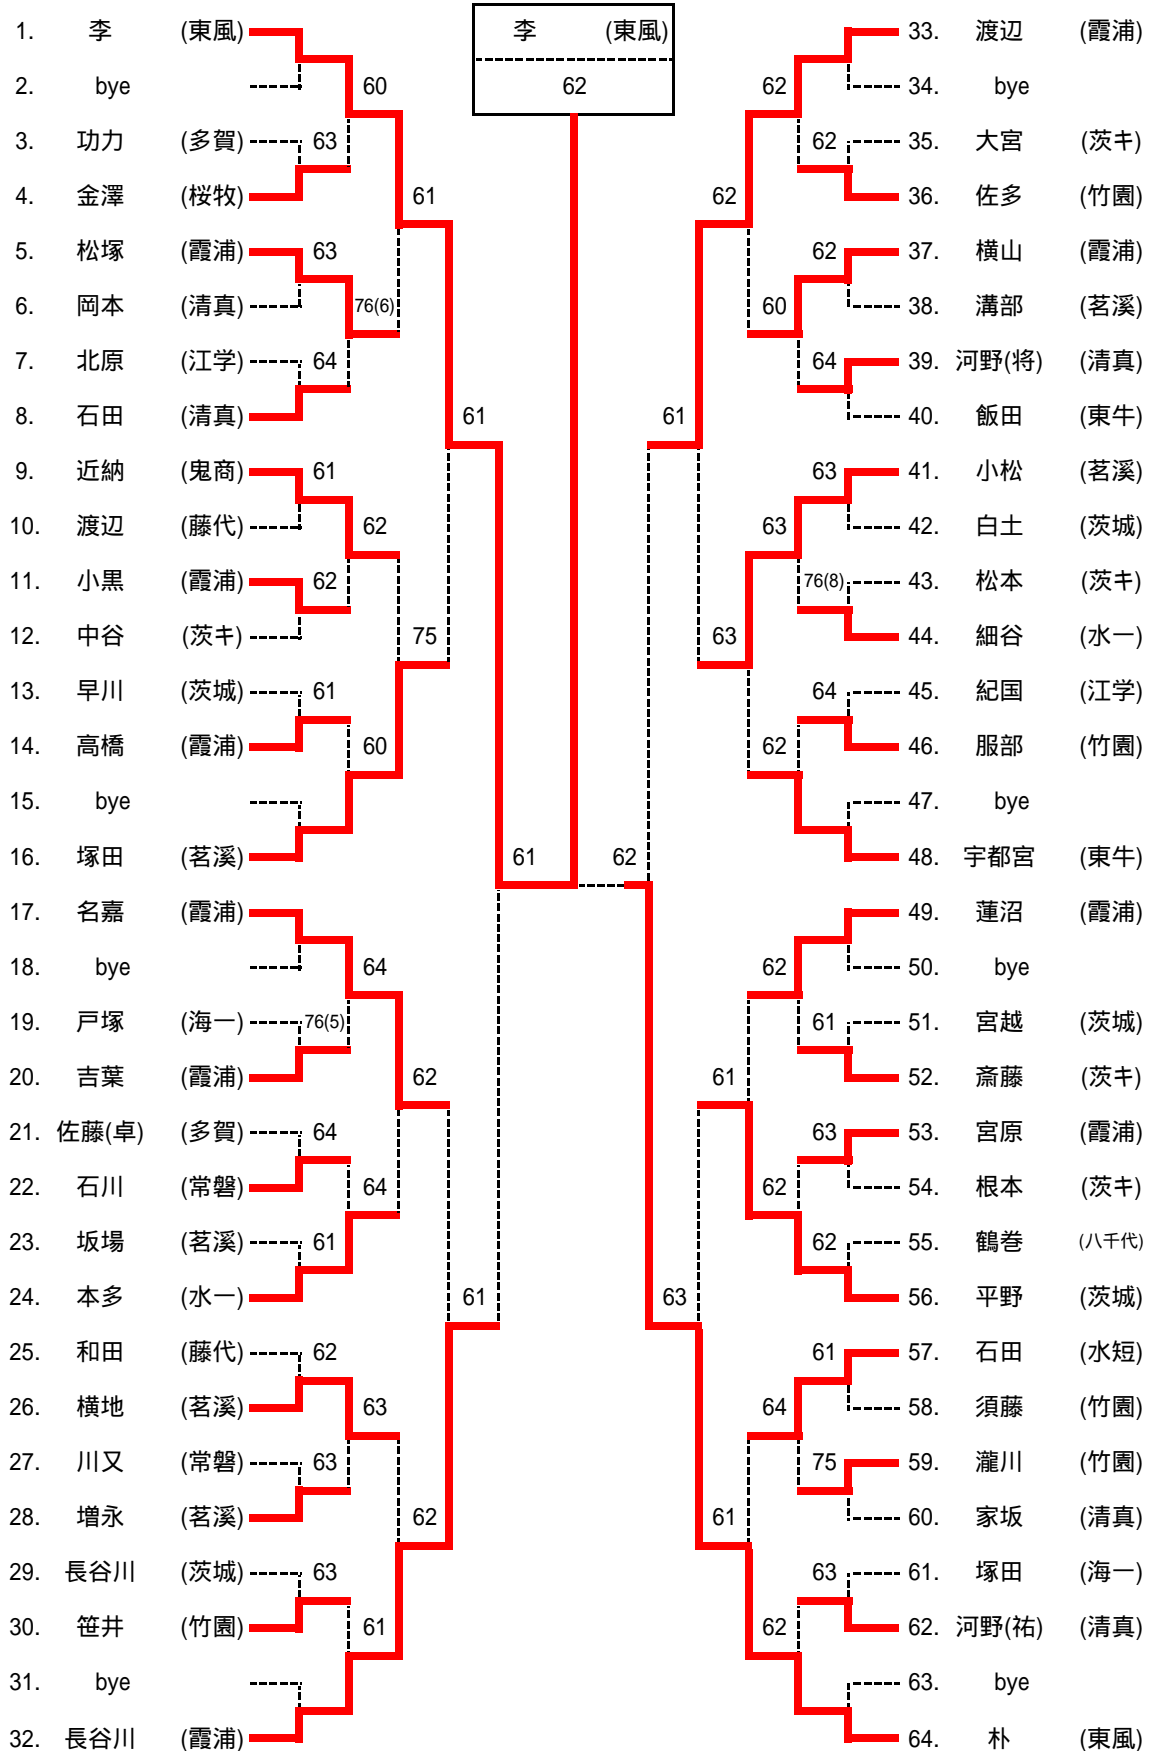 李 (東風)
62
1. 李 (東風)
2. bye
60
3. 功力 (多賀)
63
4. 金澤 (桜牧)
61
5. 松塚 (霞浦)
63
6. 岡本 (清真)
76(6)
7. 北原 (江学)
64
8. 石田 (清真)
61
9. 近納 (鬼商)
61
10. 渡辺 (藤代)
62
11. 小黒 (霞浦)
62
12. 中谷 (茨キ)
75
13. 早川 (茨城)
61
14. 高橋 (霞浦)
60
15. bye
16. 塚田 (茗溪)
61
17. 名嘉 (霞浦)
18. bye
64
19. 戸塚 (海一)
76(5)
20. 吉葉 (霞浦)
62
21. 佐藤(卓) (多賀)
64
22. 石川 (常磐)
64
23. 坂場 (茗溪)
61
24. 本多 (水一)
61
25. 和田 (藤代)
62
26. 横地 (茗溪)
63
27. 川又 (常磐)
63
28. 増永 (茗溪)
62
29. 長谷川 (茨城)
63
30. 笹井 (竹園)
61
31. bye
32. 長谷川 (霞浦)
33. 渡辺 (霞浦)
62
34. bye
62
35. 大宮 (茨キ)
62
36. 佐多 (竹園)
62
37. 横山 (霞浦)
60
38. 溝部 (茗溪)
64
39. 河野(将) (清真)
61
40. 飯田 (東牛)
63
41. 小松 (茗溪)
63
42. 白土 (茨城)
76(8)
43. 松本 (茨キ)
63
44. 細谷 (水一)
64
45. 紀国 (江学)
62
46. 服部 (竹園)
47. bye
62
48. 宇都宮 (東牛)
49. 蓮沼 (霞浦)
62
50. bye
61
51. 宮越 (茨城)
61
52. 斎藤 (茨キ)
63
53. 宮原 (霞浦)
62
54. 根本 (茨キ)
62
55. 鶴巻 (八千代)
63
56. 平野 (茨城)
61
57. 石田 (水短)
64
58. 須藤 (竹園)
75
59. 瀧川 (竹園)
61
60. 家坂 (清真)
63
61. 塚田 (海一)
62
62. 河野(祐) (清真)
63. bye
64. 朴 (東風)